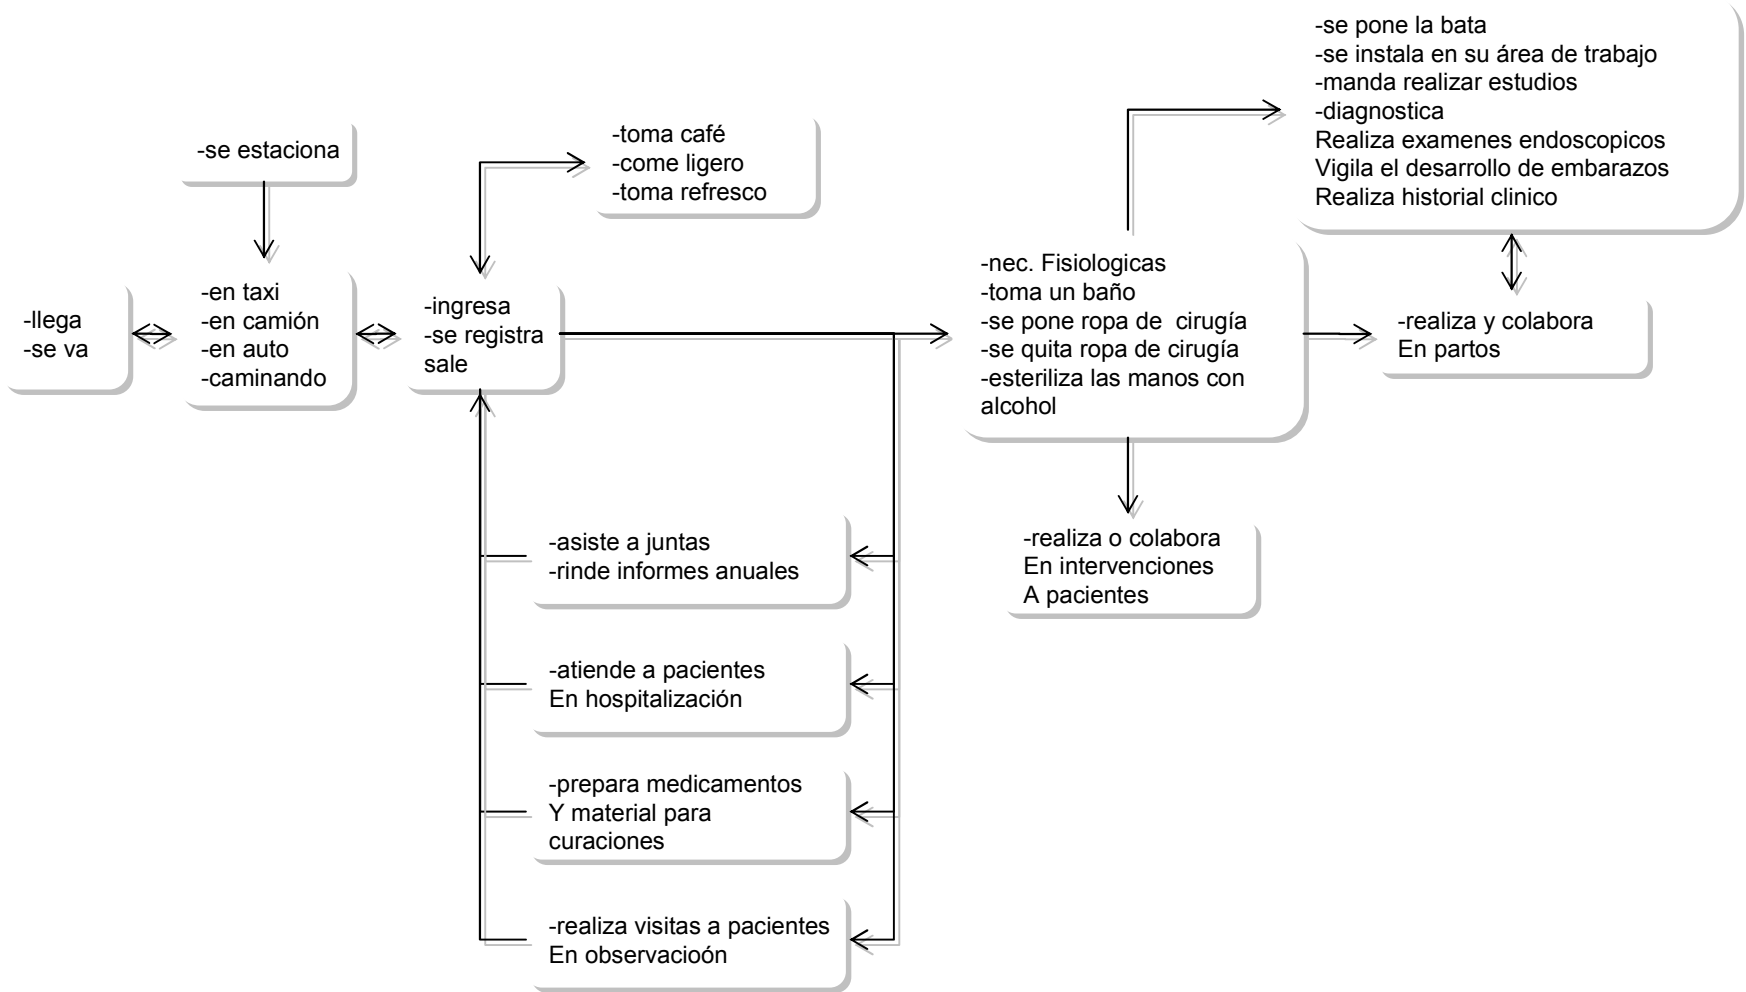 -se pone la bata
-se instala en su área de trabajo
-manda realizar estudios
-diagnostica
Realiza examenes endoscopicos
Vigila el desarrollo de embarazos
Realiza historial clinico
-se estaciona
-toma café
-come ligero
-toma refresco
-llega
-se va
-en taxi
-en camión
-en auto
-caminando
-ingresa
-se registra
sale
-nec. Fisiologicas
-toma un baño
-se pone ropa de cirugía
-se quita ropa de cirugía
-esteriliza las manos con
alcohol
-realiza y colabora
En partos
-asiste a juntas
-rinde informes anuales
-realiza o colabora
En intervenciones
A pacientes
-atiende a pacientes
En hospitalización
-prepara medicamentos
Y material para
curaciones
-realiza visitas a pacientes
En observacioón